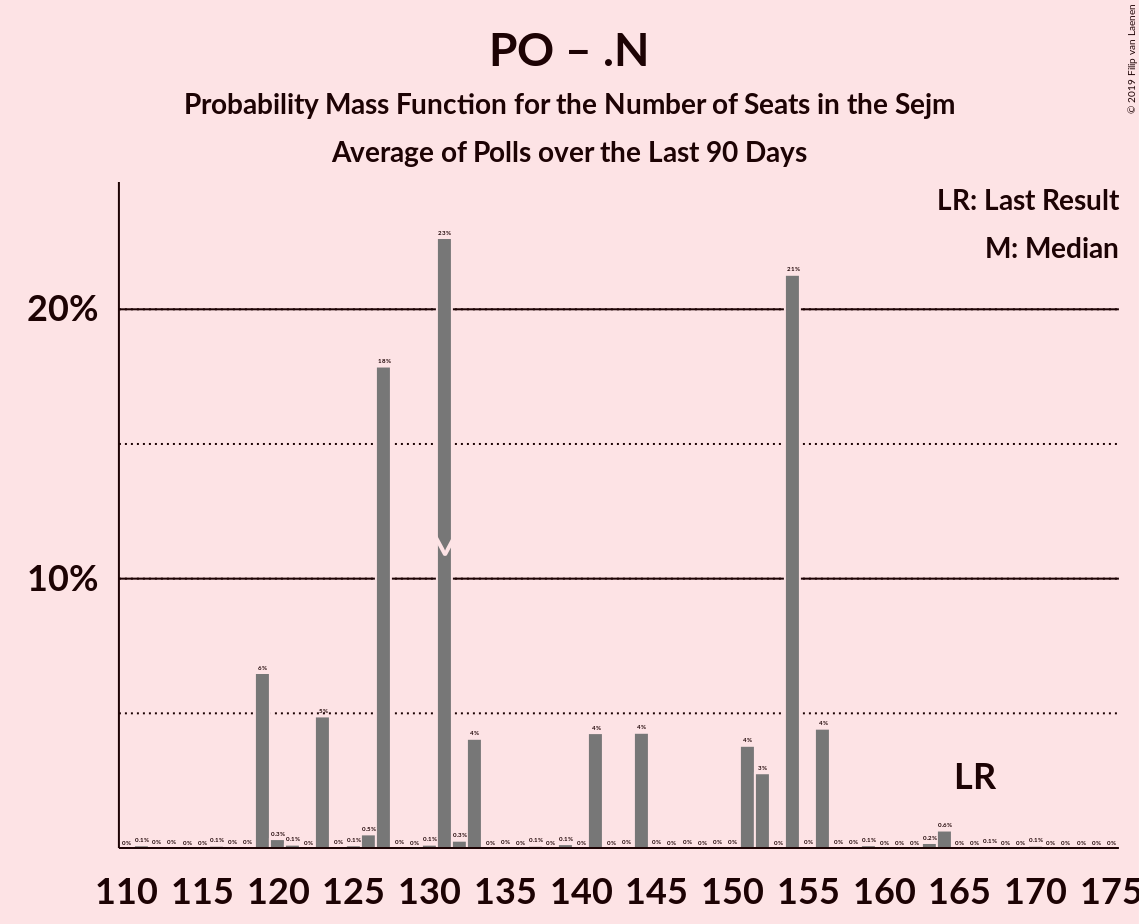 PO – .N
Probability Mass Function for the Number of Seats in the Sejm
Average of Polls over the Last 90 Days
© 2019 Filip van Laenen
LR: Last Result
M: Median
20%
10%
0% 0.1% 0% 0% 0% 0% 0.1% 0% 0% 6% 0.3% 0.1% 0% 5% 0% 0.1% 0.5% 18% 0% 0% 0.1% 23% 0.3% 4% 0% 0% 0% 0.1% 0% 0.1% 0% 4% 0% 0% 4% 0% 0% 0% 0% 0% 0% 4% 3% 0% 21% 0% 4% 0% 0% 0.1% 0% 0% 0% 0.2% 0.6% 0% 0% 0.1% 0% 0% 0.1% 0% 0% 0% 0% 0%
LR
110 115 120 125 130 135 140 145 150 155 160 165 170 175